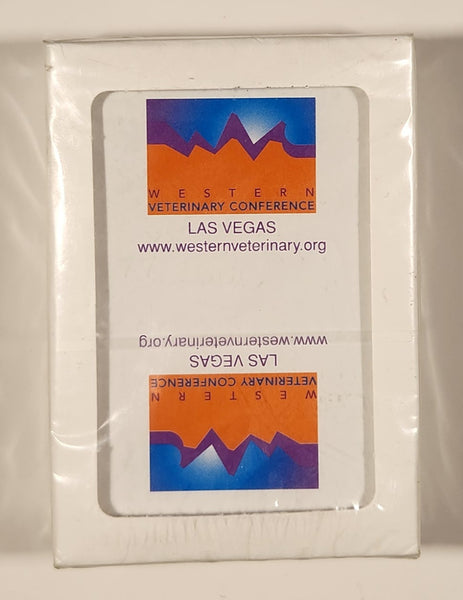 WESTERN
VETERINARY CONFERENCE
LAS VEGAS
www.westernveterinary.org
www.westernveterinary.org
LAS VEGAS
VETERINARY CONFERENCE
WESTERN